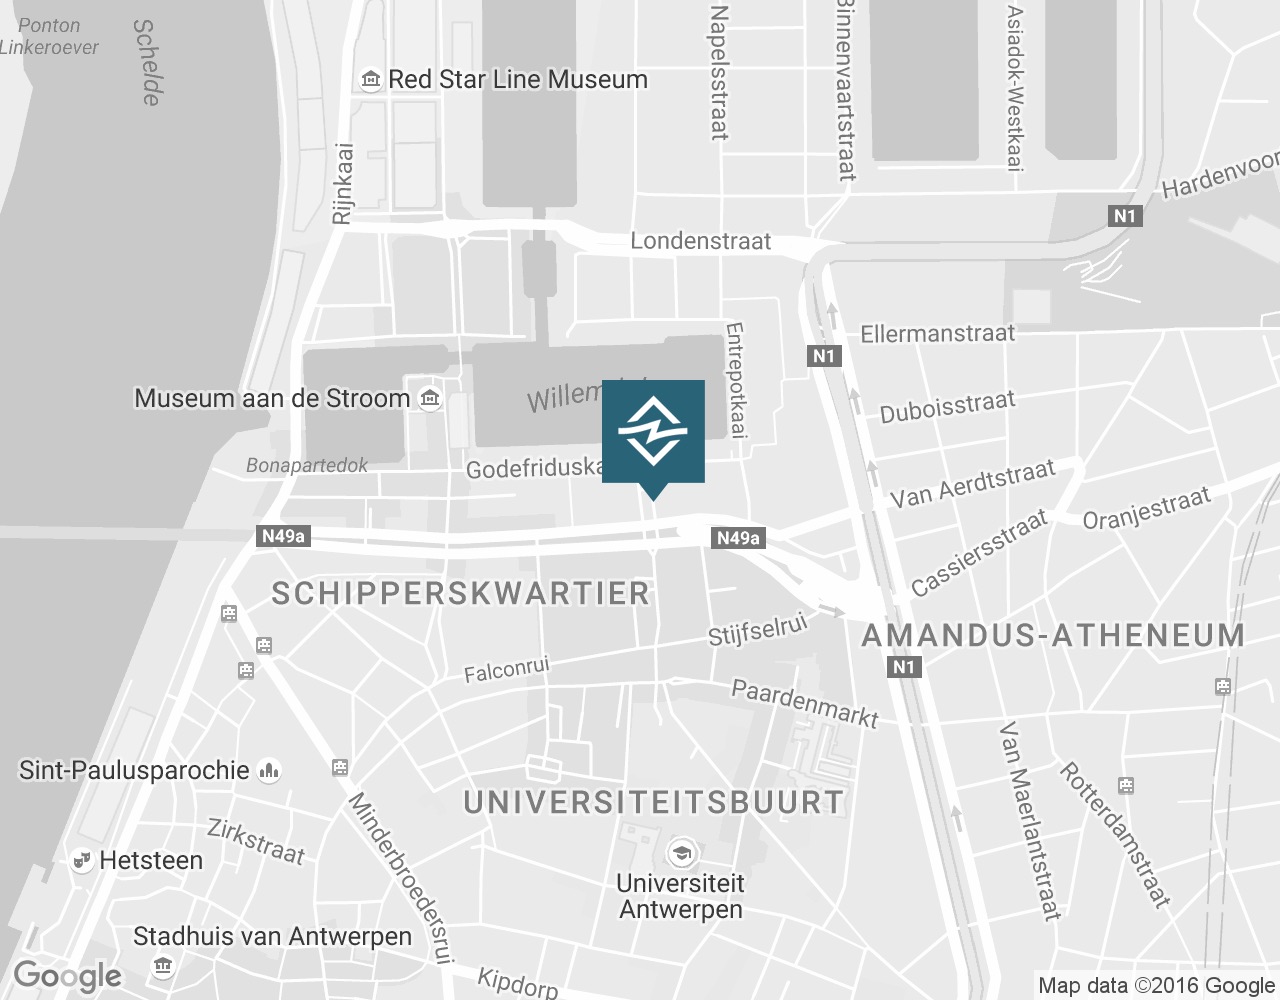 Ponton
Linkeroever
Schelde
Red Star Line Museum
Napelsstraat
Binnenvaartstraat
Asiadok-Westkaai
Hardenvoor
Rijnkaai
N1
Londenstraat
Ellermanstraat
N1
Entrepotkaai
Museum aan de Stroom
Duboisstraat
Bonapartedok
Van Aerdtstraat
Oranjestraat
N49a
N49a
Cassiersstraat
SCHIPPERSKWARTIER
Stijfselrui
AMANDUS-ATHENEUM
Falconrui
N1
Paardenmarkt
Sint-Paulusparochie
Van Maerlantstraat
Rotterdamstraat
UNIVERSITEITSBUURT
Minderbroedersrui
Zirkstraat
Hetsteen
Universiteit
Antwerpen
Stadhuis van Antwerpen
Kipdorp
Google
Map data ©2016 Google